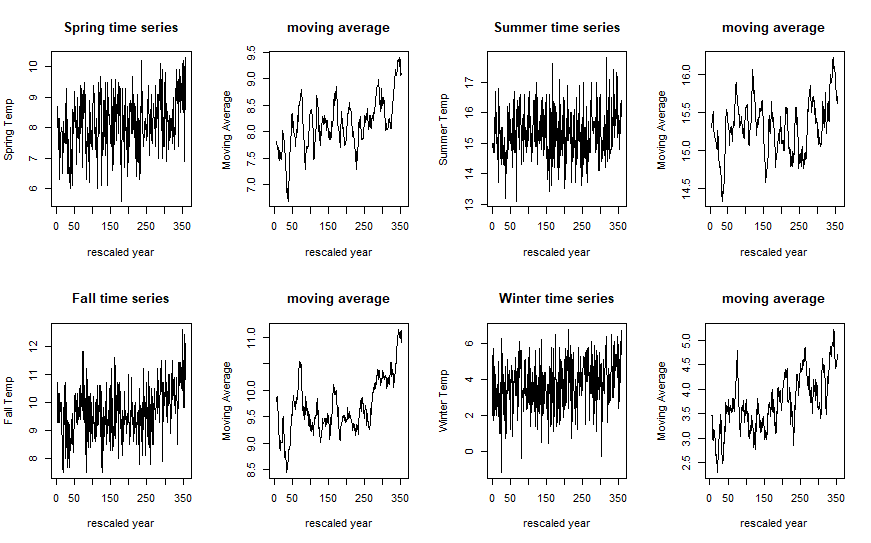 Spring time series
moving average
Summer time series
moving average
Spring Temp
10
9
8
7
6
0 50 150 250 350
rescaled year
Moving Average
9.5
9.0
8.5
8.0
7.5
7.0
0 50 150 250 350
rescaled year
Summer Temp
17
16
15
14
13
0 50 150 250 350
rescaled year
Moving Average
16.0
15.5
15.0
14.5
0 50 150 250 350
rescaled year
Fall time series
moving average
Winter time series
moving average
Fall Temp
12
11
10
9
8
0 50 150 250 350
rescaled year
Moving Average
11.0
10.0
9.5
9.0
8.5
0 50 150 250 350
rescaled year
Winter Temp
6
4
2
0
0 50 150 250 350
rescaled year
Moving Average
5.0
4.5
4.0
3.5
3.0
2.5
0 50 150 250 350
rescaled year